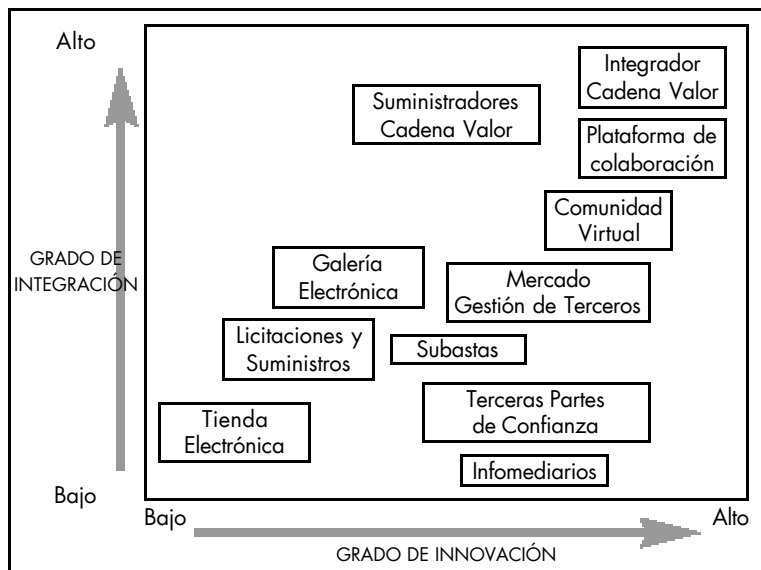 Alto
Integrador
Cadena Valor
Suministradores
Cadena Valor
Plataforma de
colaboración
Comunidad
Virtual
GRADO DE
INTEGRACIÓN
Galería
Electrónica
Mercado
Gestión de Terceros
Licitaciones y
Suministros
Subastas
Terceras Partes
de Confianza
Tienda
Electrónica
Infomediarios
Bajo
Bajo
Alto
GRADO DE INNOVACIÓN